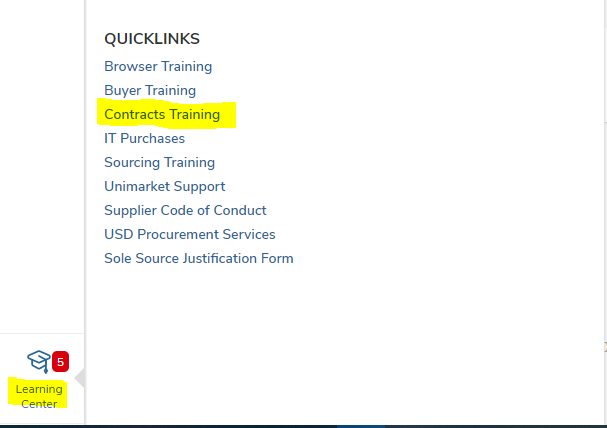 QUICKLINKS
Browser Training
Buyer Training
Contracts Training
IT Purchases
Sourcing Training
Unimarket Support
Supplier Code of Conduct
USD Procurement Services
Sole Source Justification Form
5
Learning
Center